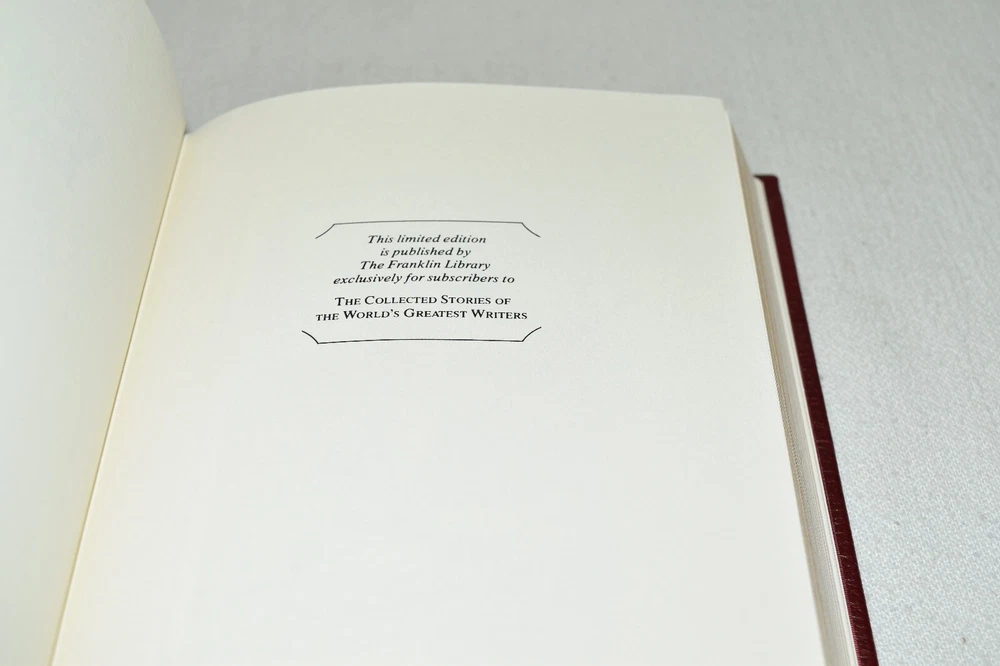 This limited edition
is published by
The Franklin Library
exclusively for subscribers to
THE COLLECTED STORIES OF
THE WORLD'S GREATEST WRITERS